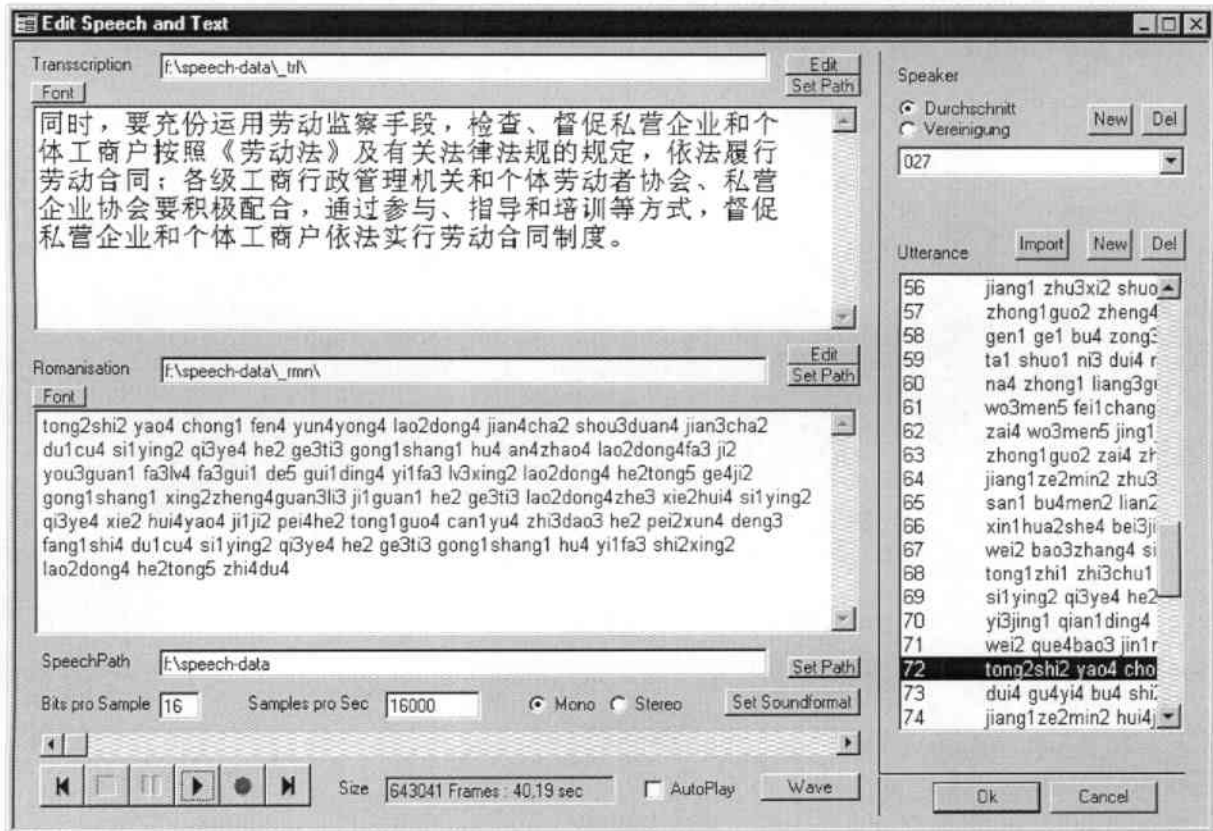 Edit Speech and Text
Transscription f:\speech-data\_trl\ Edit
Set Path
Font
同时，要充份运用劳动监察手段，检查、督促私营企业和个
体工商户按照《劳动法》及有关法律法规的规定，依法履行
劳动合同；各级工商行政管理机关和个体劳动者协会、私营
企业协会要积极配合，通过参与、指导和培训等方式，督促
私营企业和个体工商户依法实行劳动合同制度。
Romanisation f:\speech-data\_rmn\ Edit
Set Path
Font
tong2shi2 yao4 chong1 fen4 yun4yong4 lao2dong4 jian4cha2 shou3duan4 jian3cha2
du1cu4 si1ying2 qi3ye4 he2 ge3ti3 gong1shang1 hu4 an4zhao4 lao2dong4fa3 ji2
you3guan1 fa3lv4 fa3gui1 de5 gui1ding4 yi1fa3 lv3xing2 lao2dong4 he2tong5 ge4ji2
gong1shang1 xing2zheng4guan3li3 ji1guan1 he2 ge3ti3 lao2dong4zhe3 xie2hui4 si1ying2
qi3ye4 xie2 hui4yao4 ji1ji2 pei4he2 tong1guo4 can1yu4 zhi3dao3 he2 pei2xun4 deng3
fang1shi4 du1cu4 si1ying2 qi3ye4 he2 ge3ti3 gong1shang1 hu4 yi1fa3 shi2xing2
lao2dong4 he2tong5 zhi4du4
SpeechPath f:\speech-data Set Path
Bits pro Sample 16 Samples pro Sec 16000 Mono Stereo Set Soundformat
Size 643041 Frames : 40,19 sec AutoPlay Wave
Speaker
Durchschnitt
Vereinigung New Del
027
Utterance Import New Del
56 jiang1 zhu3xi2 shuo
57 zhong1guo2 zheng4
58 gen1 ge1 bu4 zong3
59 ta1 shuo1 ni3 dui4
60 na4 zhong1
61 wo3men5 fei1chang
62 zai4 wo3men5 jing1
63 zhong1guo2 zai4 zh
64 jiang1ze2min2 zhu3
65 san1 bu4men2 lian2
66 xin1hua2she4 bei3ji
67 wei2 bao3zhang4 si
68 tong1zhi1 zhi3chu1
69 si1ying2 qi3ye4 he2
70 yi3jing1 qian1ding4
71 wei2 que4bao3
72 tong2shi2 yao4 cho
73 dui4 gu4yi4 bu4
74 jiang1ze2min2 hui4j
Ok Cancel